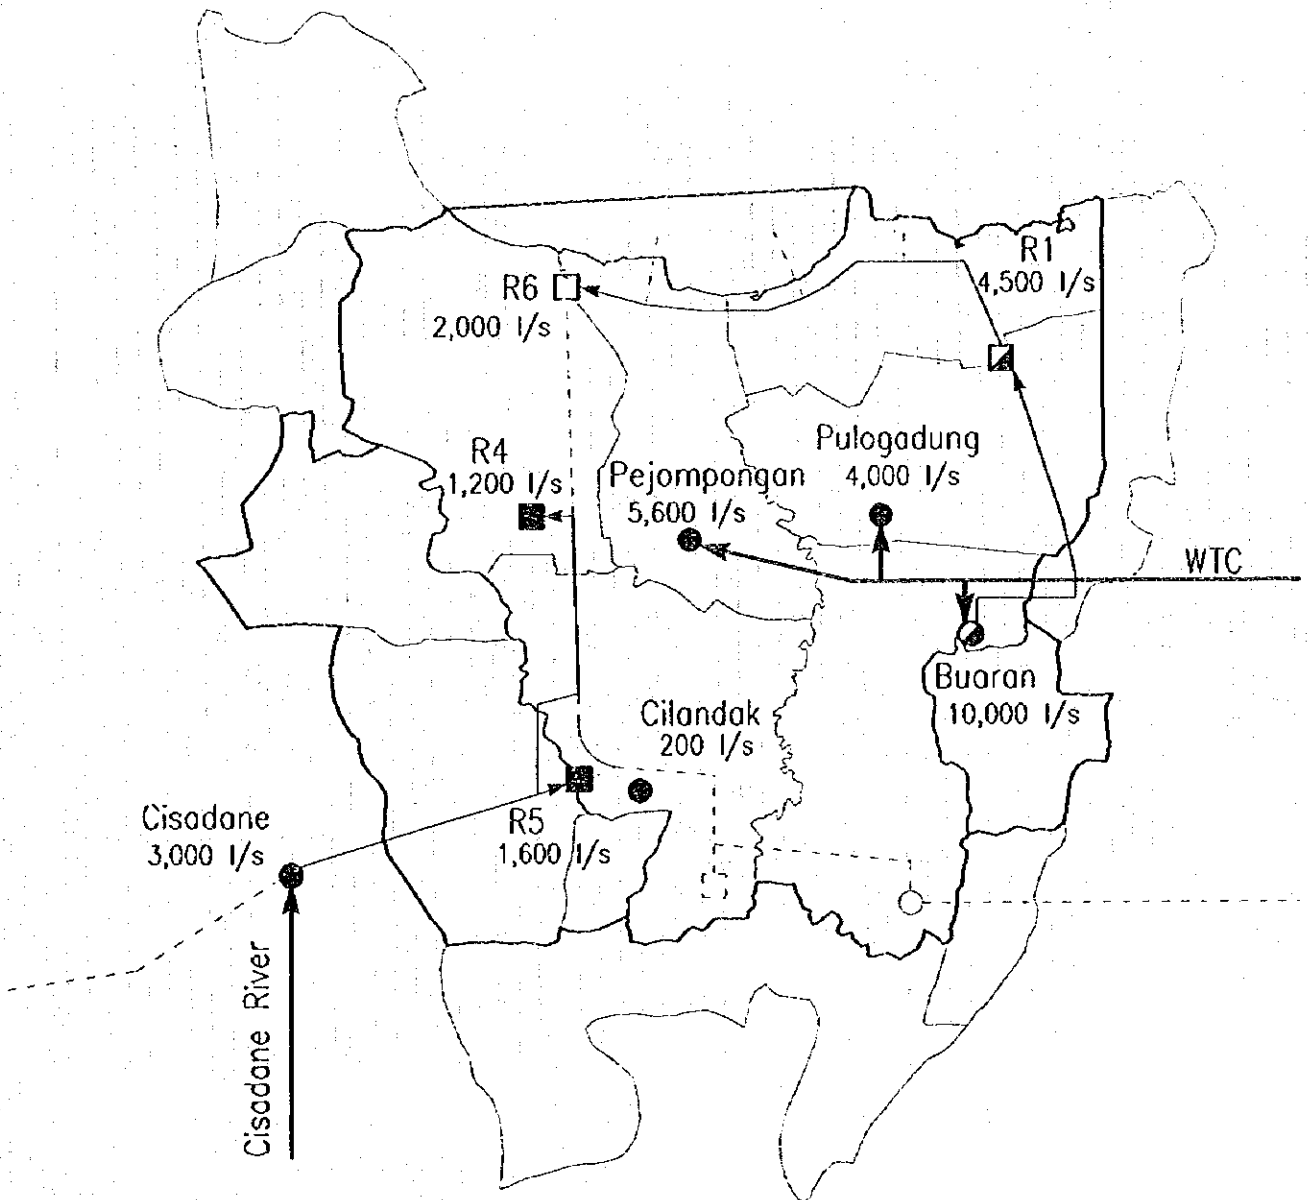 R1
4,500 l/s
R6
2,000 l/s
R4
1,200 l/s
Pulogadung
4,000 l/s
Pejompongan
5,600 l/s
WTC
Buaran
10,000 l/s
Cilandak
200 l/s
Cisadane
3,000 l/s
R5
1,600 l/s
Cisadane River